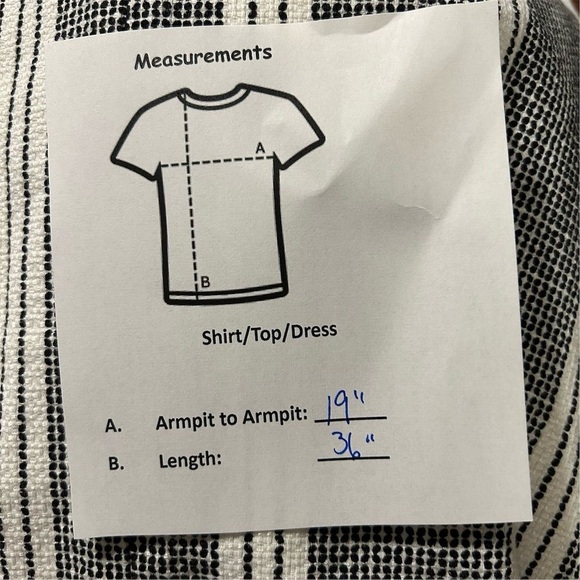 Measurements
A
B
Shirt/Top/Dress
A. Armpit to Armpit: 19"
B. Length: 36"